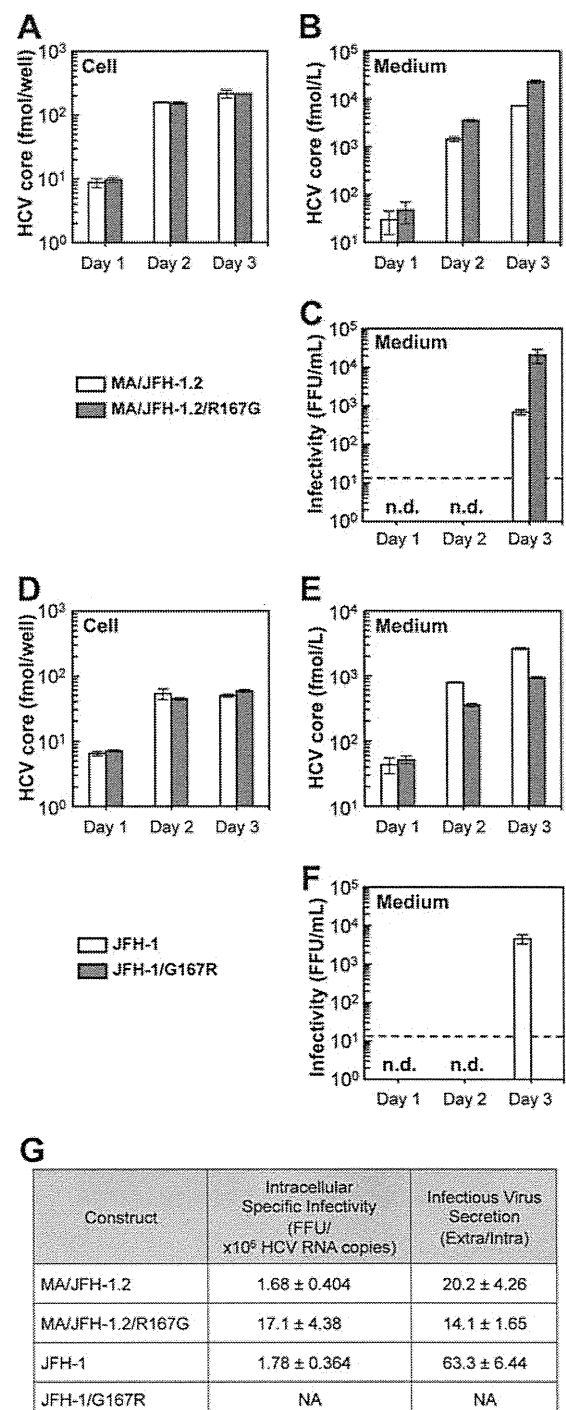 A
Cell
HCV core (fmol/well)
10³
10²
10¹
10⁰
Day 1 Day 2 Day 3
B
Medium
HCV core (fmol/L)
10⁵
10⁴
10³
10²
10¹
Day 1 Day 2 Day 3
C
Medium
Infectivity (FFU/mL)
10⁵
10⁴
10³
10²
10¹
10⁰
n.d. n.d.
Day 1 Day 2 Day 3
MA/JFH-1.2
MA/JFH-1.2/R167G
D
Cell
HCV core (fmol/well)
10³
10²
10¹
10⁰
Day 1 Day 2 Day 3
E
Medium
HCV core (fmol/L)
10⁴
10³
10²
10¹
Day 1 Day 2 Day 3
F
Medium
Infectivity (FFU/mL)
10⁵
10⁴
10³
10²
10¹
10⁰
n.d. n.d.
Day 1 Day 2 Day 3
JFH-1
JFH-1/G167R
G
Construct
Intracellular
Specific Infectivity
(FFU/
HCV RNA copies)
Infectious Virus
Secretion
(Extra/Intra)
MA/JFH-1.2 1.68 ± 0.404 20.2 ± 4.26
MA/JFH-1.2/R167G 17.1 ± 4.38 14.1 ± 1.65
JFH-1 1.78 ± 0.364 63.3 ± 6.44
JFH-1/G167R NA NA